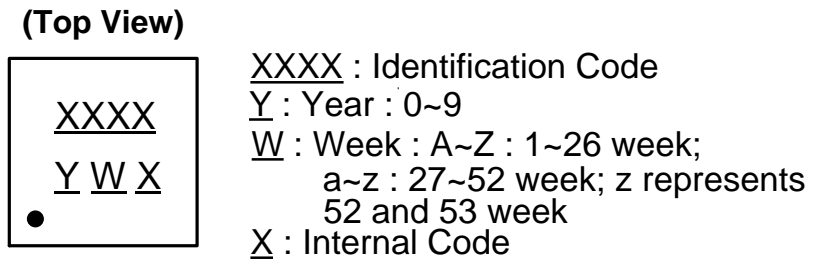 (Top View)
XXXX
Y W X
XXXX : Identification Code
Y : Year : 0~9
W : Week : A~Z : 1~26 week;
a~z : 27~52 week; z represents
52 and 53 week
X : Internal Code